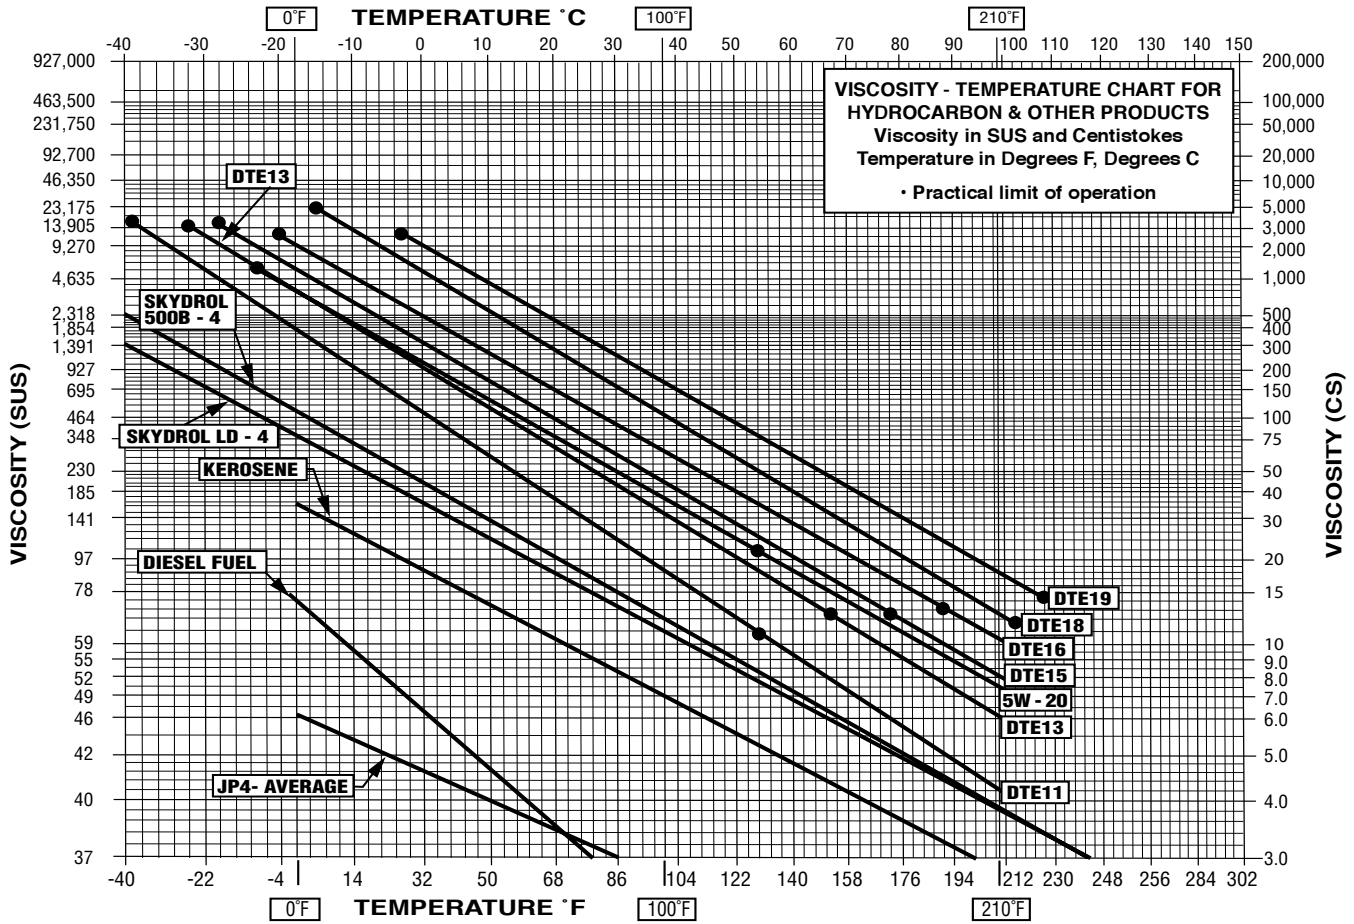 0°F TEMPERATURE °C 100°F 210°F
-40 -30 -20 -10 0 10 20 30 40 50 60 70 80 90 100 110 120 130 140 150
927,000 200,000
VISCOSITY - TEMPERATURE CHART FOR
HYDROCARBON & OTHER PRODUCTS
Viscosity in SUS and Centistokes
Temperature in Degrees F, Degrees C
• Practical limit of operation
463,500 100,000
231,750 50,000
92,700 20,000
46,350 10,000
DTE13
23,175 5,000
13,905 3,000
9,270 2,000
4,635 1,000
SKYDROL
500B - 4
2,318 500
1,854 400
1,391 300
927 200
695 150
464 100
348 75
SKYDROL LD - 4
KEROSENE
230 50
185 40
141 30
97 20
DIESEL FUEL
78 15
DTE19
DTE18
59 10
DTE16
55 9.0
52 8.0
DTE15
49 7.0
5W - 20
46 6.0
DTE13
42 5.0
JP4- AVERAGE
DTE11
40 4.0
37 3.0
VISCOSITY (SUS)
VISCOSITY (CS)
-40 -22 -4 14 32 50 68 86 104 122 140 158 176 194 212 230 248 256 284 302
0°F TEMPERATURE °F 100°F 210°F